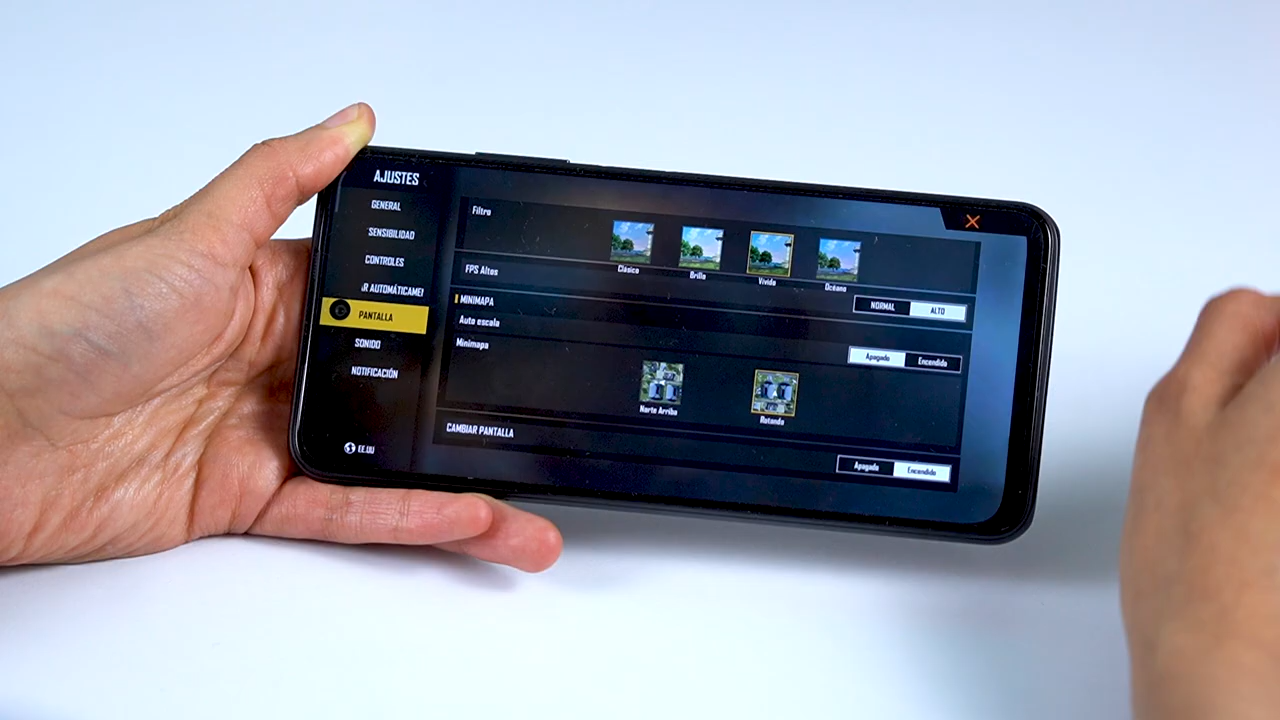 AJUSTES
GENERAL
SENSIBILIDAD
CONTROLES
R AUTOMÁTICAME
PANTALLA
SONIDO
NOTIFICACIÓN
EE.UU
Filtro
Clásico
Brillo
Vívido
Océano
FPS Altos
NORMAL ALTO
MINIMAPA
Auto escala
Apagado Encendido
Minimapa
Norte Arriba
Rotando
CAMBIAR PANTALLA
Apagado Encendido